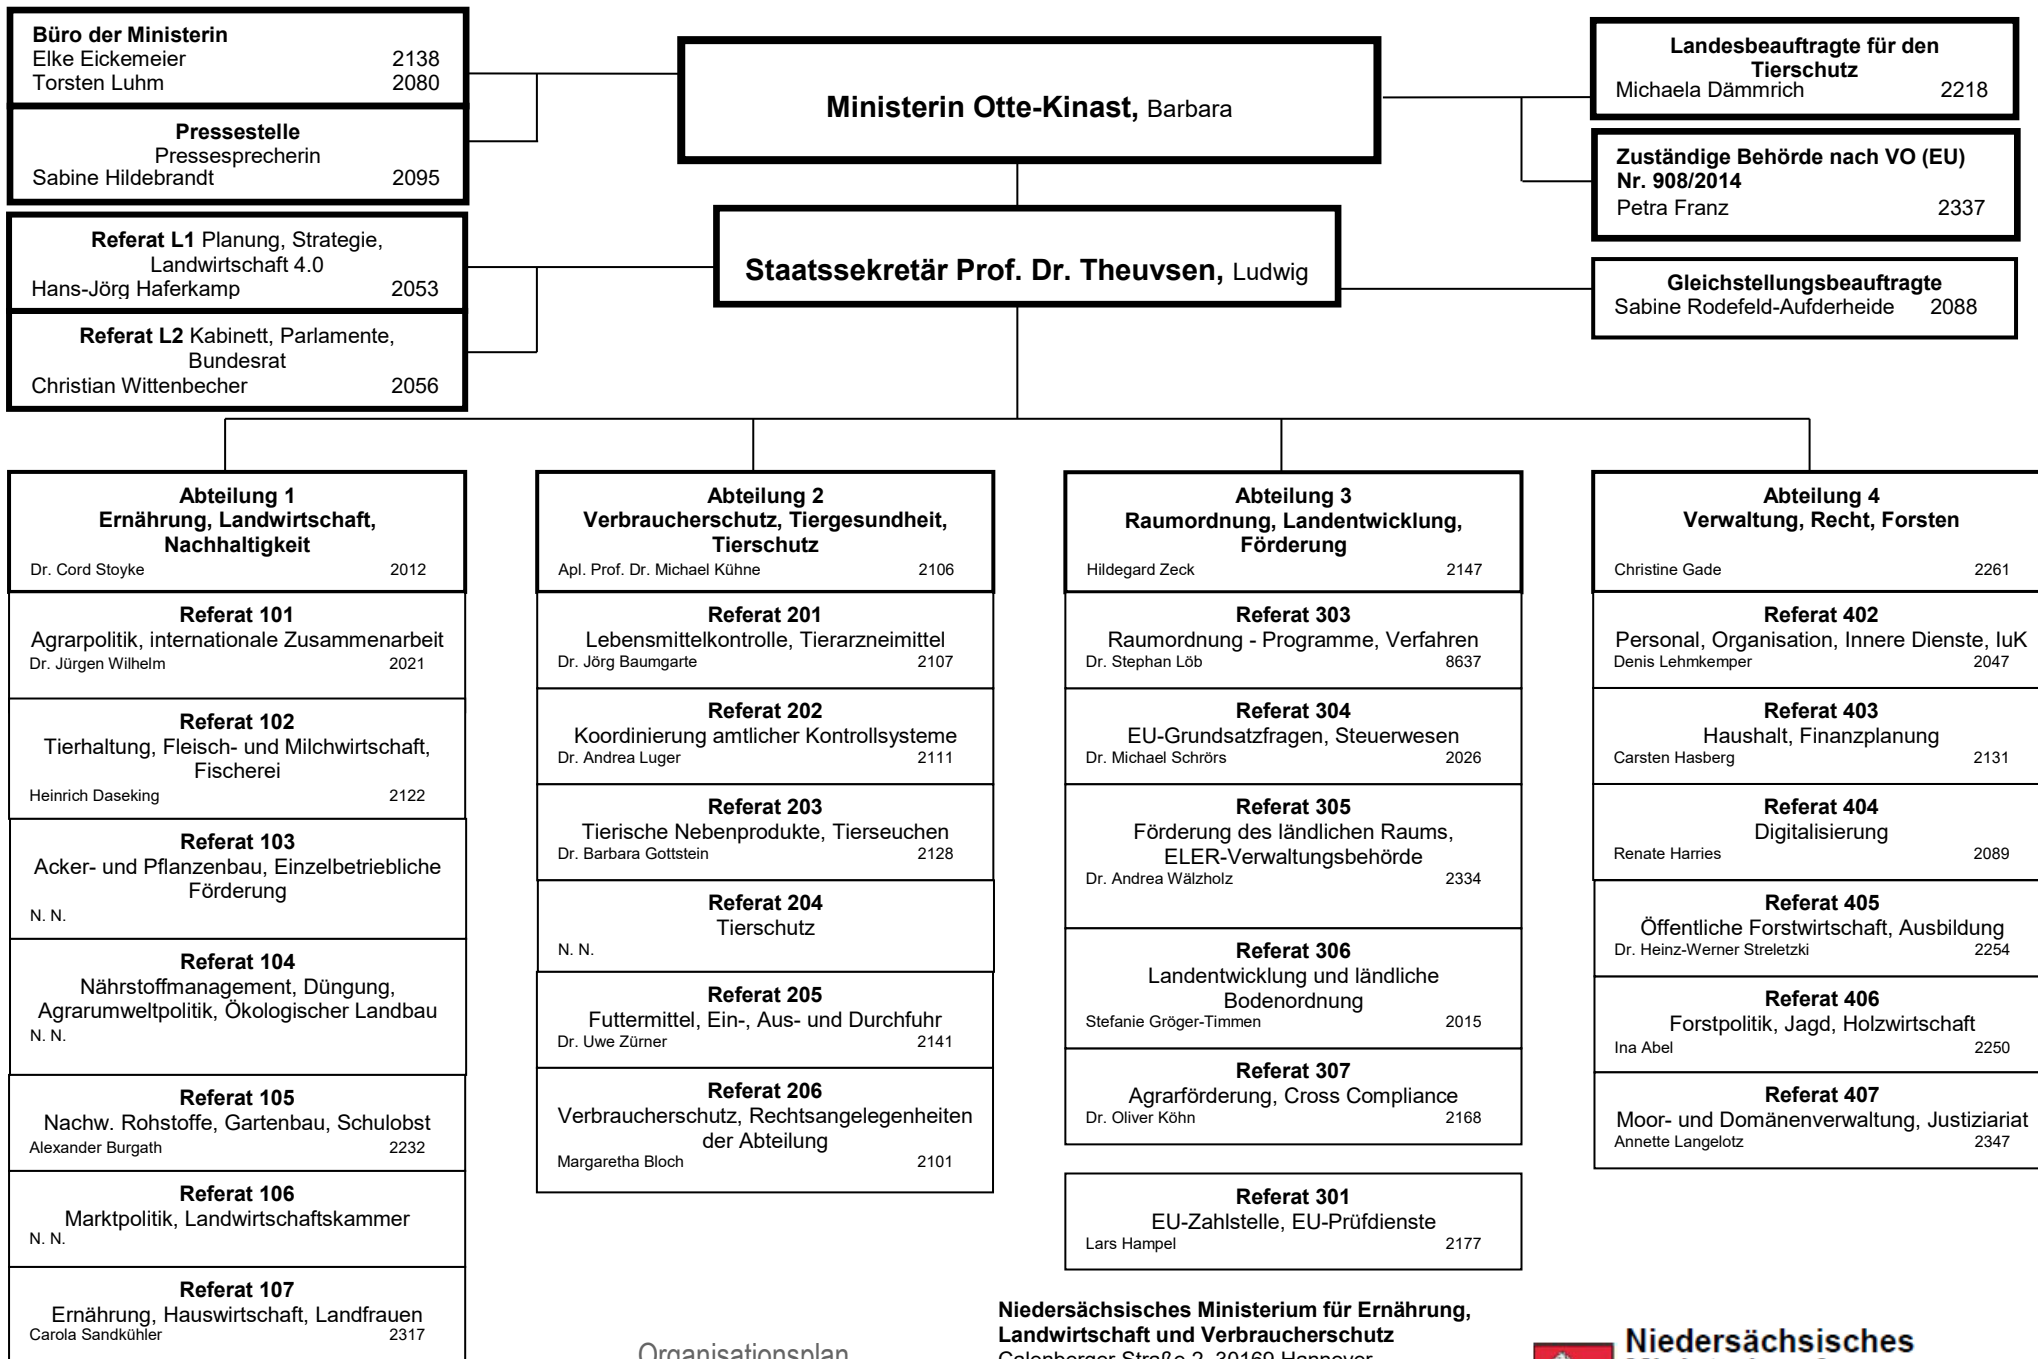 Büro der Ministerin
Elke Eickemeier 2138
Torsten Luhm 2080
Pressestelle
Pressesprecherin
Sabine Hildebrandt 2095
Referat L1 Planung, Strategie,
Landwirtschaft 4.0
Hans-Jörg Haferkamp 2053
Referat L2 Kabinett, Parlamente,
Bundesrat
Christian Wittenbecher 2056
Ministerin Otte-Kinast, Barbara
Staatssekretär Prof. Dr. Theuvsen, Ludwig
Landesbeauftragte für den
Tierschutz
Michaela Dämmrich 2218
Zuständige Behörde nach VO (EU)
Nr. 908/2014
Petra Franz 2337
Gleichstellungsbeauftragte
Sabine Rodefeld-Aufderheide 2088
Abteilung 1
Ernährung, Landwirtschaft,
Nachhaltigkeit
Dr. Cord Stoyke 2012
Referat 101
Agrarpolitik, internationale Zusammenarbeit
Dr. Jürgen Wilhelm 2021
Referat 102
Tierhaltung, Fleisch- und Milchwirtschaft,
Fischerei
Heinrich Daseking 2122
Referat 103
Acker- und Pflanzenbau, Einzelbetriebliche
Förderung
N. N.
Referat 104
Nährstoffmanagement, Düngung,
Agrarumweltpolitik, Ökologischer Landbau
N. N.
Referat 105
Nachw. Rohstoffe, Gartenbau, Schulobst
Alexander Burgath 2232
Referat 106
Marktpolitik, Landwirtschaftskammer
N. N.
Referat 107
Ernährung, Hauswirtschaft, Landfrauen
Carola Sandkühler 2317
Abteilung 2
Verbraucherschutz, Tiergesundheit,
Tierschutz
Apl. Prof. Dr. Michael Kühne 2106
Referat 201
Lebensmittelkontrolle, Tierarzneimittel
Dr. Jörg Baumgarte 2107
Referat 202
Koordinierung amtlicher Kontrollsysteme
Dr. Andrea Luger 2111
Referat 203
Tierische Nebenprodukte, Tierseuchen
Dr. Barbara Gottstein 2128
Referat 204
Tierschutz
N. N.
Referat 205
Futtermittel, Ein-, Aus- und Durchfuhr
Dr. Uwe Zürner 2141
Referat 206
Verbraucherschutz, Rechtsangelegenheiten
der Abteilung
Margaretha Bloch 2101
Abteilung 3
Raumordnung, Landentwicklung,
Förderung
Hildegard Zeck 2147
Referat 303
Raumordnung - Programme, Verfahren
Dr. Stephan Löb 8637
Referat 304
EU-Grundsatzfragen, Steuerwesen
Dr. Michael Schrörs 2026
Referat 305
Förderung des ländlichen Raums,
ELER-Verwaltungsbehörde
Dr. Andrea Wälzholz 2334
Referat 306
Landentwicklung und ländliche
Bodenordnung
Stefanie Gröger-Timmen 2015
Referat 307
Agrarförderung, Cross Compliance
Dr. Oliver Köhn 2168
Referat 301
EU-Zahlstelle, EU-Prüfdienste
Lars Hampel 2177
Abteilung 4
Verwaltung, Recht, Forsten
Christine Gade 2261
Referat 402
Personal, Organisation, Innere Dienste, IuK
Denis Lehmkemper 2047
Referat 403
Haushalt, Finanzplanung
Carsten Hasberg 2131
Referat 404
Digitalisierung
Renate Harries 2089
Referat 405
Öffentliche Forstwirtschaft, Ausbildung
Dr. Heinz-Werner Streletzki 2254
Referat 406
Forstpolitik, Jagd, Holzwirtschaft
Ina Abel 2250
Referat 407
Moor- und Domänenverwaltung, Justiziariat
Annette Langelotz 2347
Organisationsplan
Niedersächsisches Ministerium für Ernährung,
Landwirtschaft und Verbraucherschutz
Calenberger Straße 2, 30169 Hannover
Niedersächsisches